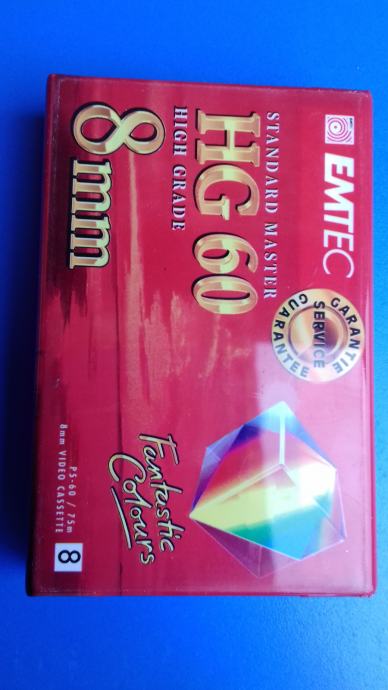 EMTEC
STANDARD MASTER
HG 60
HIGH GRADE
8mm
GARANTIE
SERVICE
GUARANTEE
Fantastic
Colours
P5-60 / 75m
8mm VIDEO CASSETTE
8